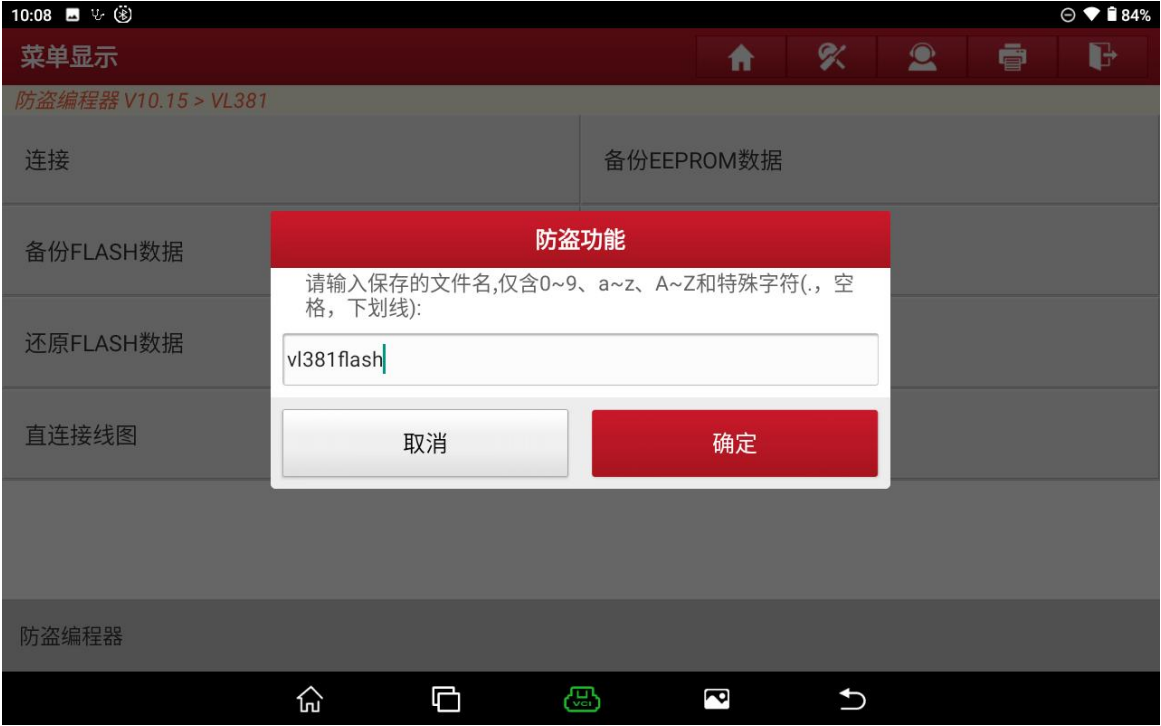 10:08
84%
菜单显示
防盗编程器 V10.15 > VL381
连接
备份EEPROM数据
备份FLASH数据
防盗功能
请输入保存的文件名,仅含0~9、a~z、A~Z和特殊字符(.，空
格，下划线):
还原FLASH数据
vl381flash
直连接线图
取消
确定
防盗编程器
VCI